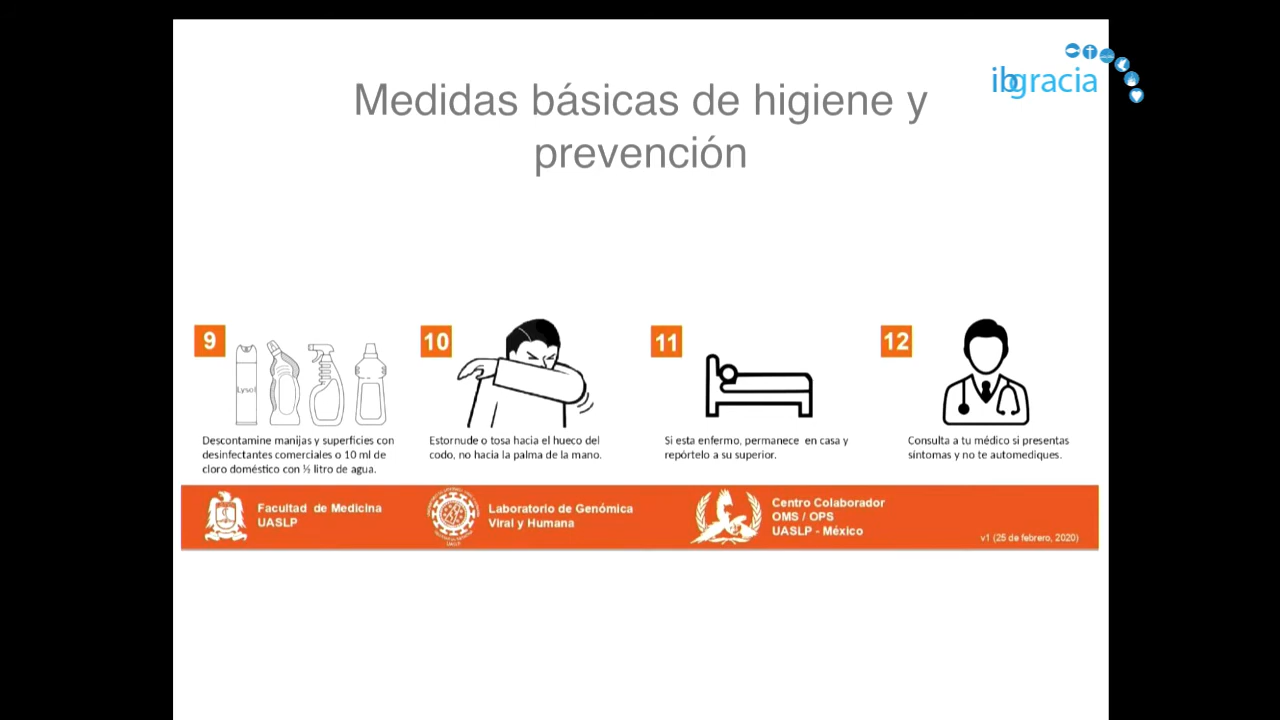 ibgracia
Medidas básicas de higiene y
prevención
9
10
11
12
Lysol
Descontamine manijas y superficies con
desinfectantes comerciales o 10 ml de
cloro doméstico con ½ litro de agua.
Estornude o tosa hacia el hueco del
codo, no hacia la palma de la mano.
Si esta enfermo, permanece en casa y
repórtelo a su superior.
Consulta a tu médico si presentas
síntomas y no te automediques.
Facultad de Medicina
UASLP
Laboratorio de Genómica
Viral y Humana
Centro Colaborador
OMS / OPS
UASLP - México
v1 (25 de febrero, 2020)